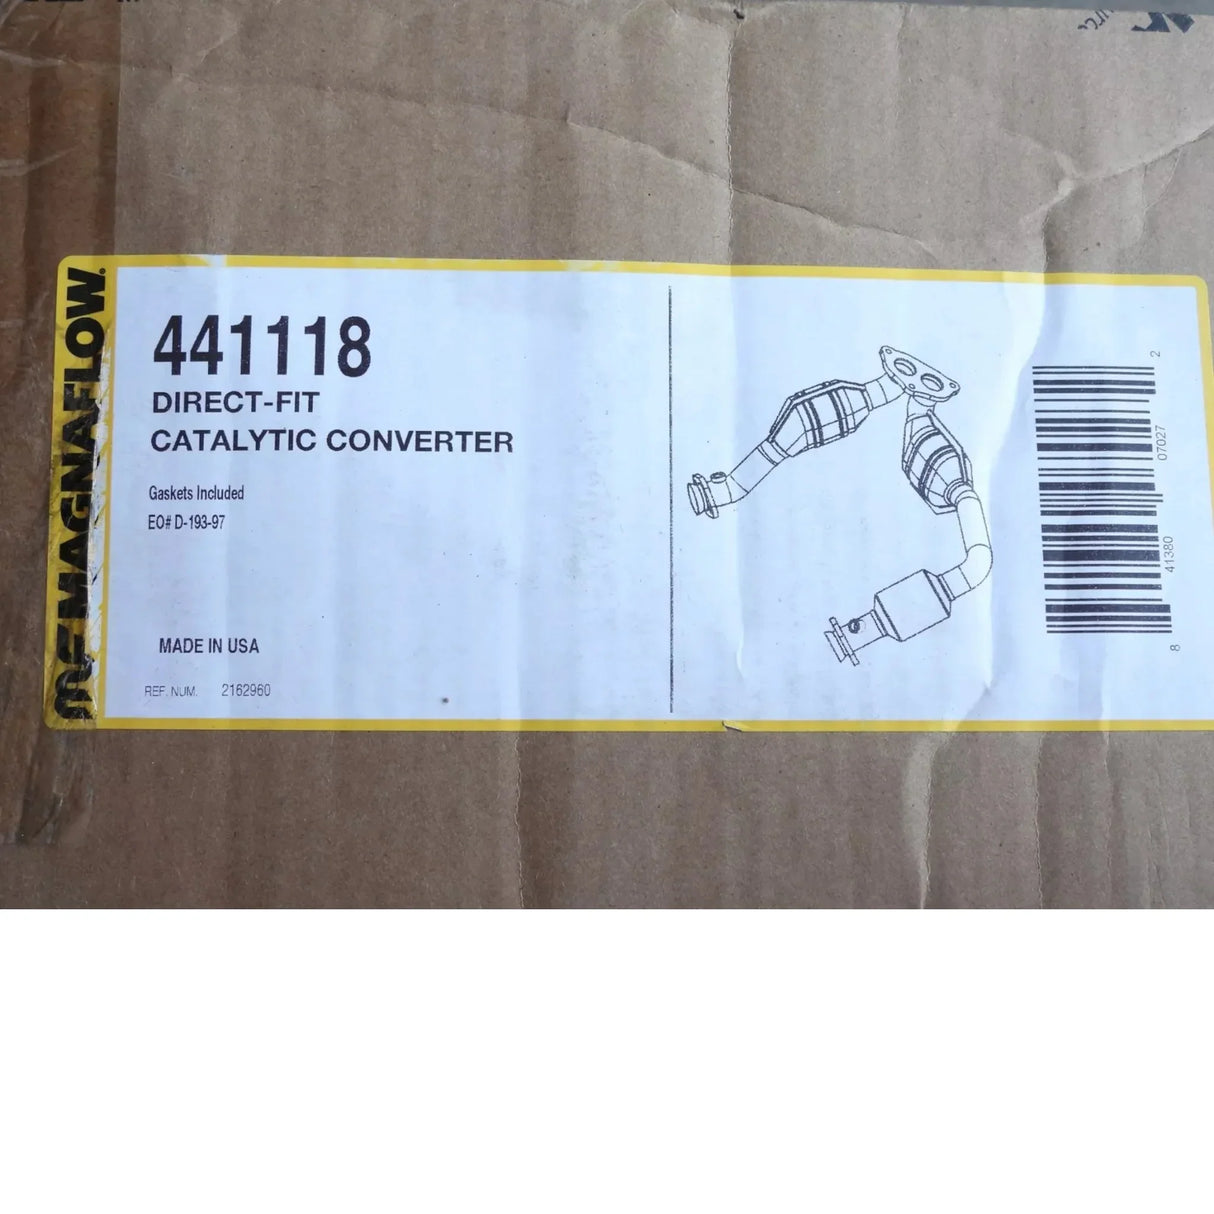 MAGNAFLOW.
441118
DIRECT-FIT
CATALYTIC CONVERTER
Gaskets Included
EO# D-193-97
MADE IN USA
REF. NUM. 2162960
8 41380 07027 2